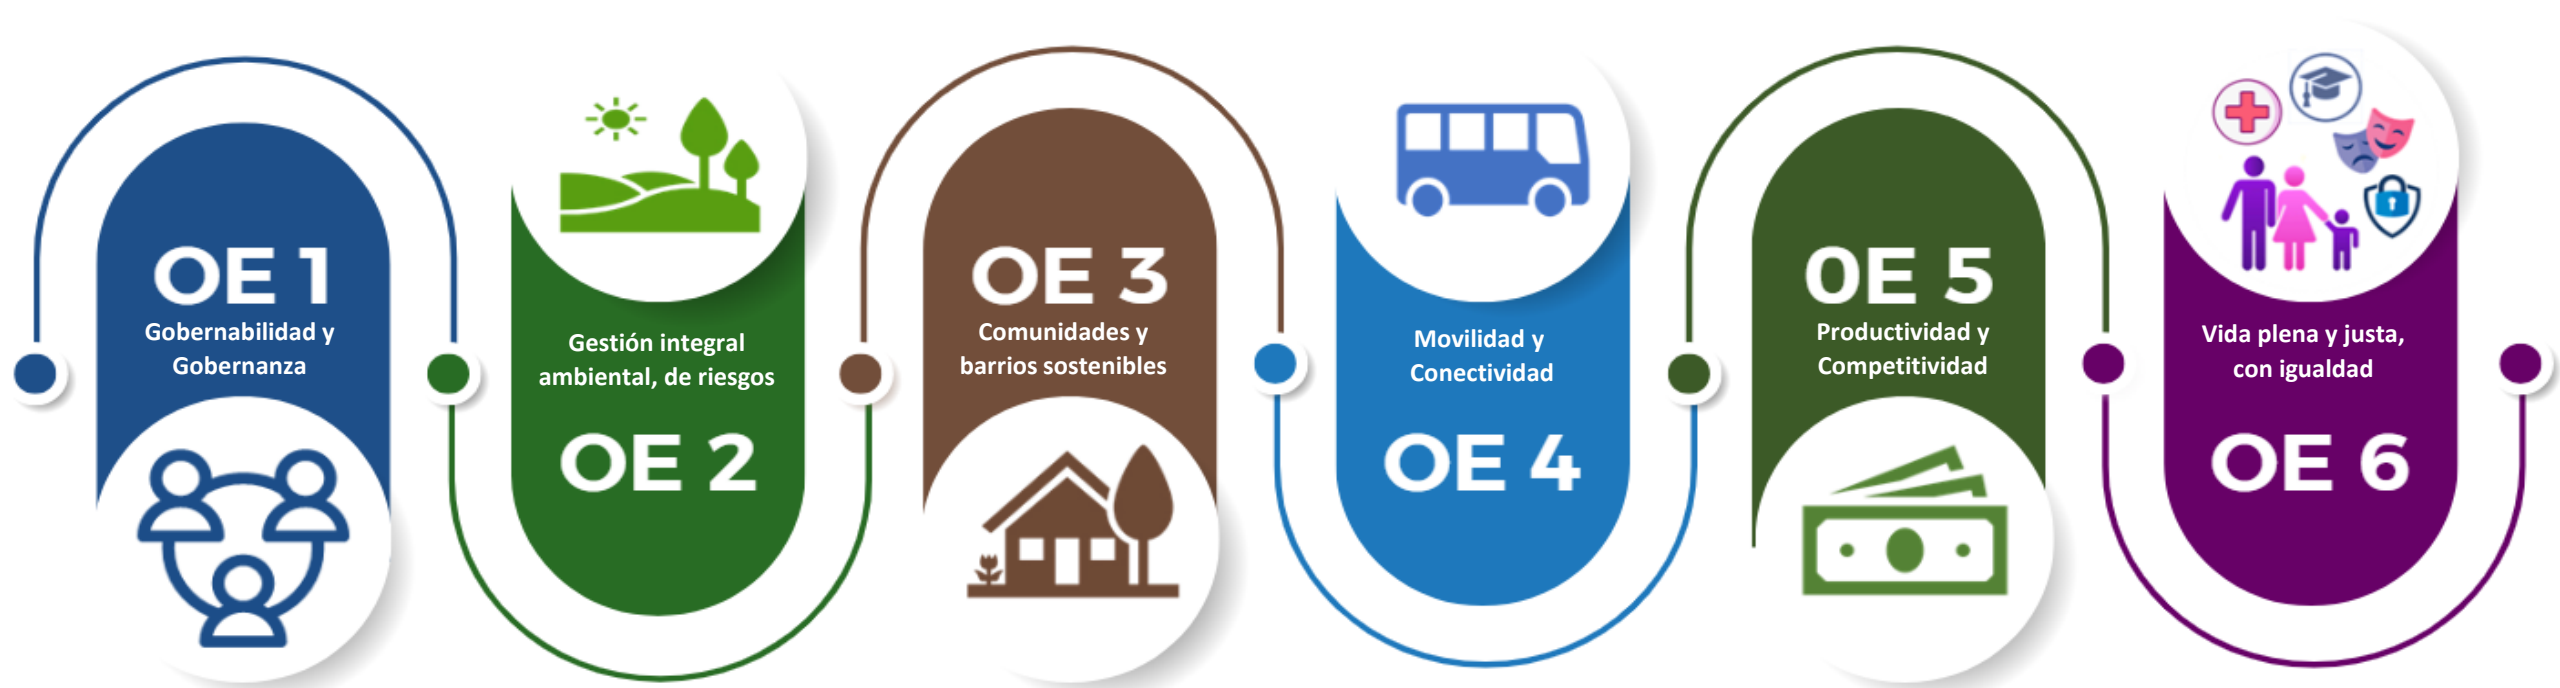 OE 1
Gobernabilidad y
Gobernanza
Gestión integral
ambiental, de riesgos
OE 2
OE 3
Comunidades y
barrios sostenibles
Movilidad y
Conectividad
OE 4
0E 5
Productividad y
Competitividad
Vida plena y justa,
con igualdad
OE 6